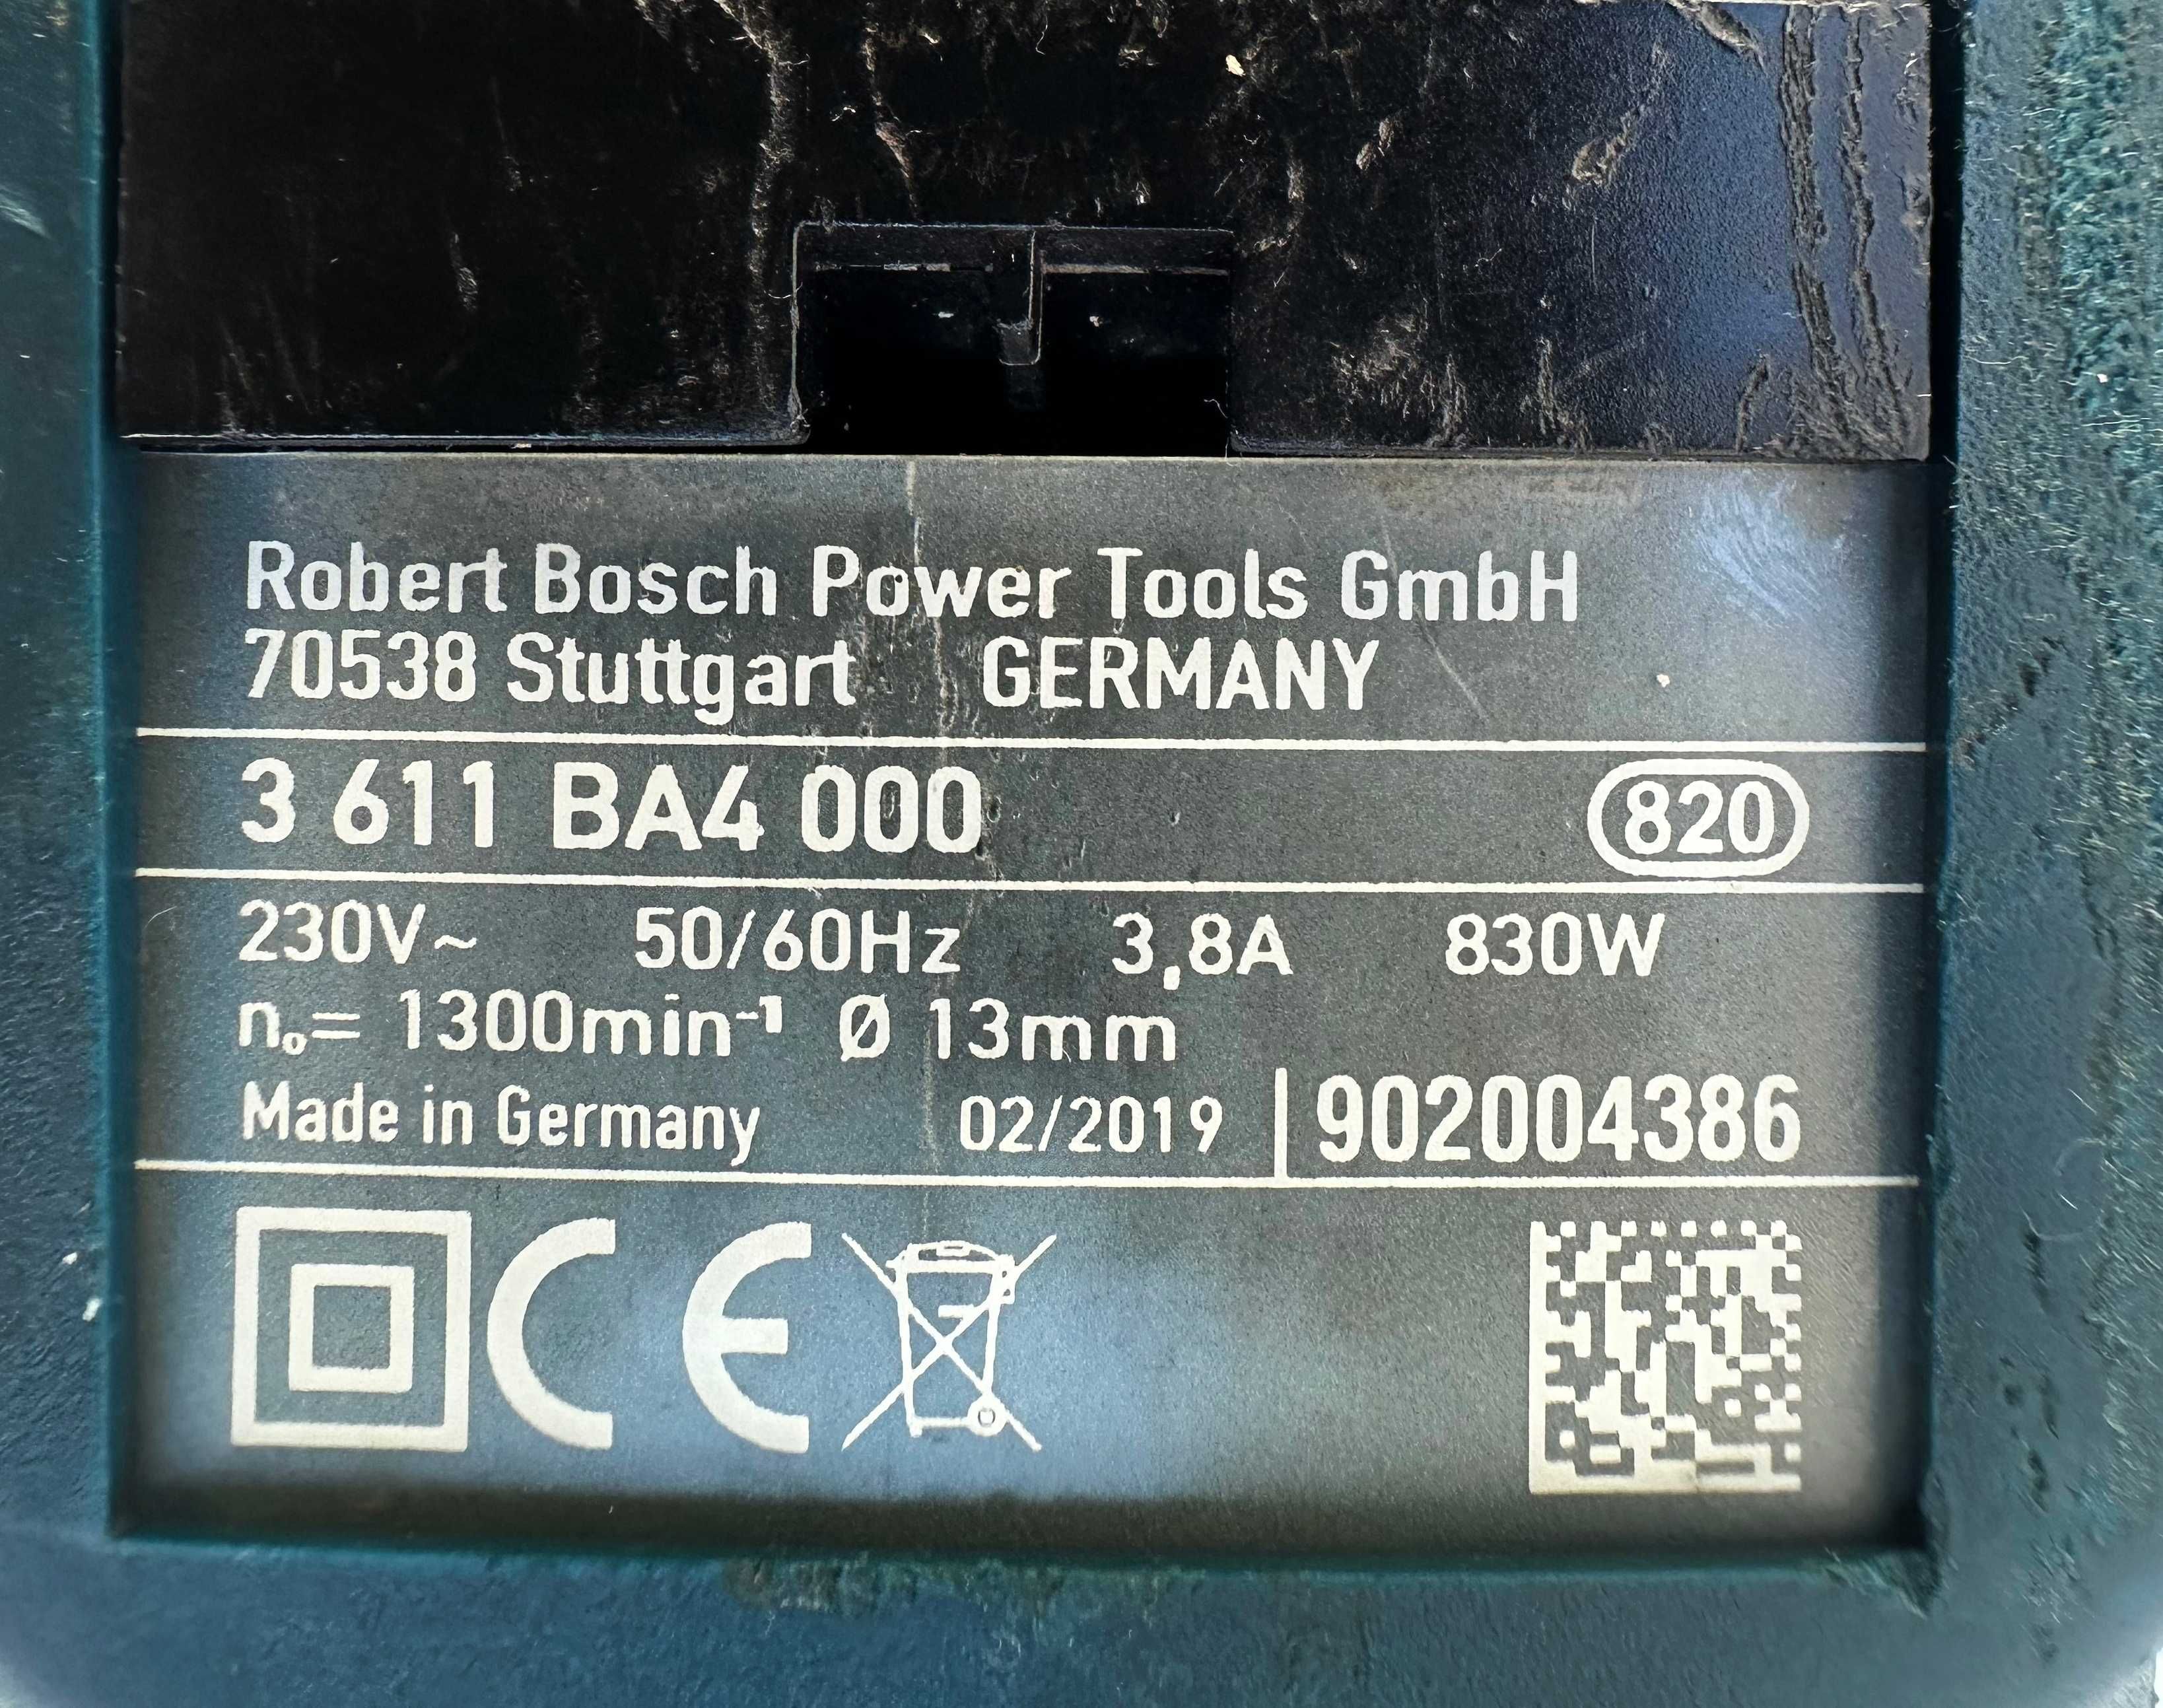 Robert Bosch Power Tools GmbH
70538 Stuttgart GERMANY
3 611 BA4 000 820
230V~ 50/60Hz 3,8A 830W
n₀= 1300min⁻¹ Ø 13mm
Made in Germany 02/2019 |902004386
CE